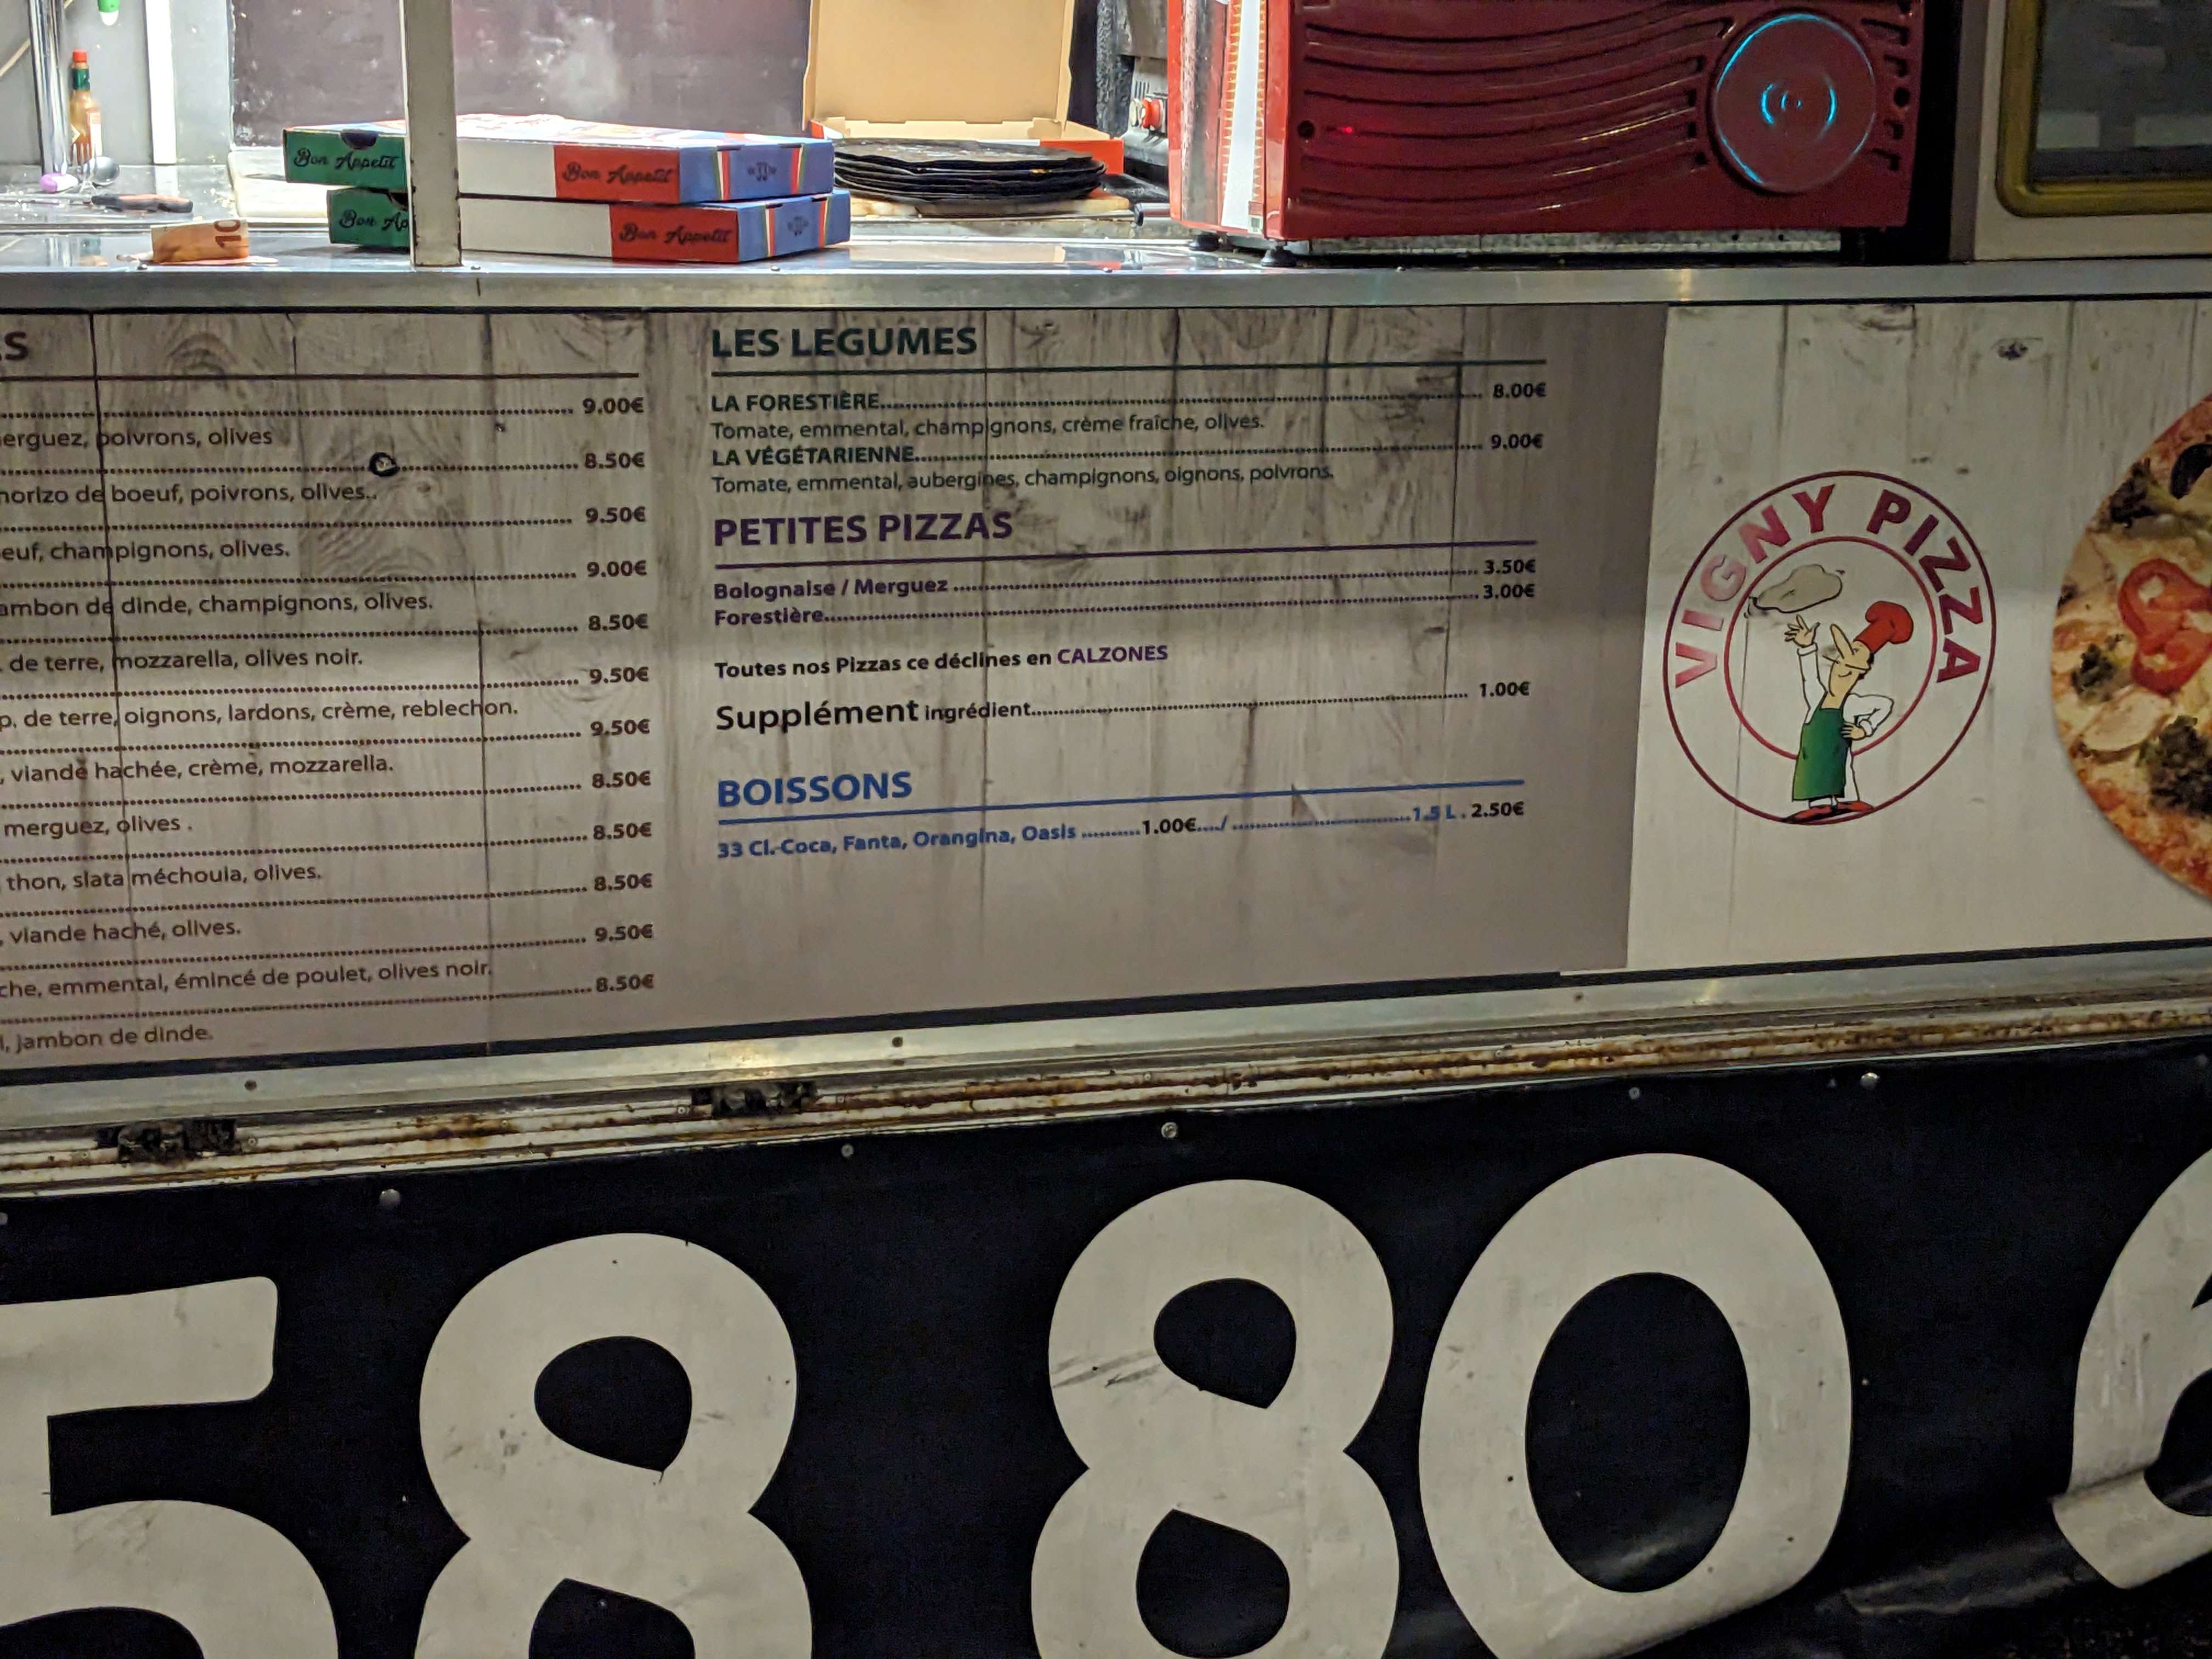 Bon Appetit
Bon Appetit
Bon Ap
Bon Appetit
10
S
9.00€
erguez, poivrons, olives
8.50€
horizo de boeuf, poivrons, olives..
9.50€
euf, champignons, olives.
9.00€
ambon de dinde, champignons, olives.
8.50€
. de terre, mozzarella, olives noir.
9.50€
p. de terre, oignons, lardons, crème, reblechon.
9.50€
, viande hachée, crème, mozzarella.
8.50€
merguez, olives .
8.50€
thon, slata méchouia, olives.
8.50€
, viande haché, olives.
9.50€
che, emmental, émincé de poulet, olives noir.
8.50€
l, jambon de dinde.
LES LEGUMES
LA FORESTIÈRE........ 8.00€
Tomate, emmental, champignons, crème fraîche, olives.
LA VÉGÉTARIENNE........ 9.00€
Tomate, emmental, aubergines, champignons, oignons, poivrons.
PETITES PIZZAS
Bolognaise / Merguez ........ 3.50€
Forestière........ 3.00€
Toutes nos Pizzas ce déclines en CALZONES
Supplément ingrédient........ 1.00€
BOISSONS
33 Cl.-Coca, Fanta, Orangina, Oasis ..........1.00€..../ ........1.5 L . 2.50€
VIGNY PIZZA
58 80